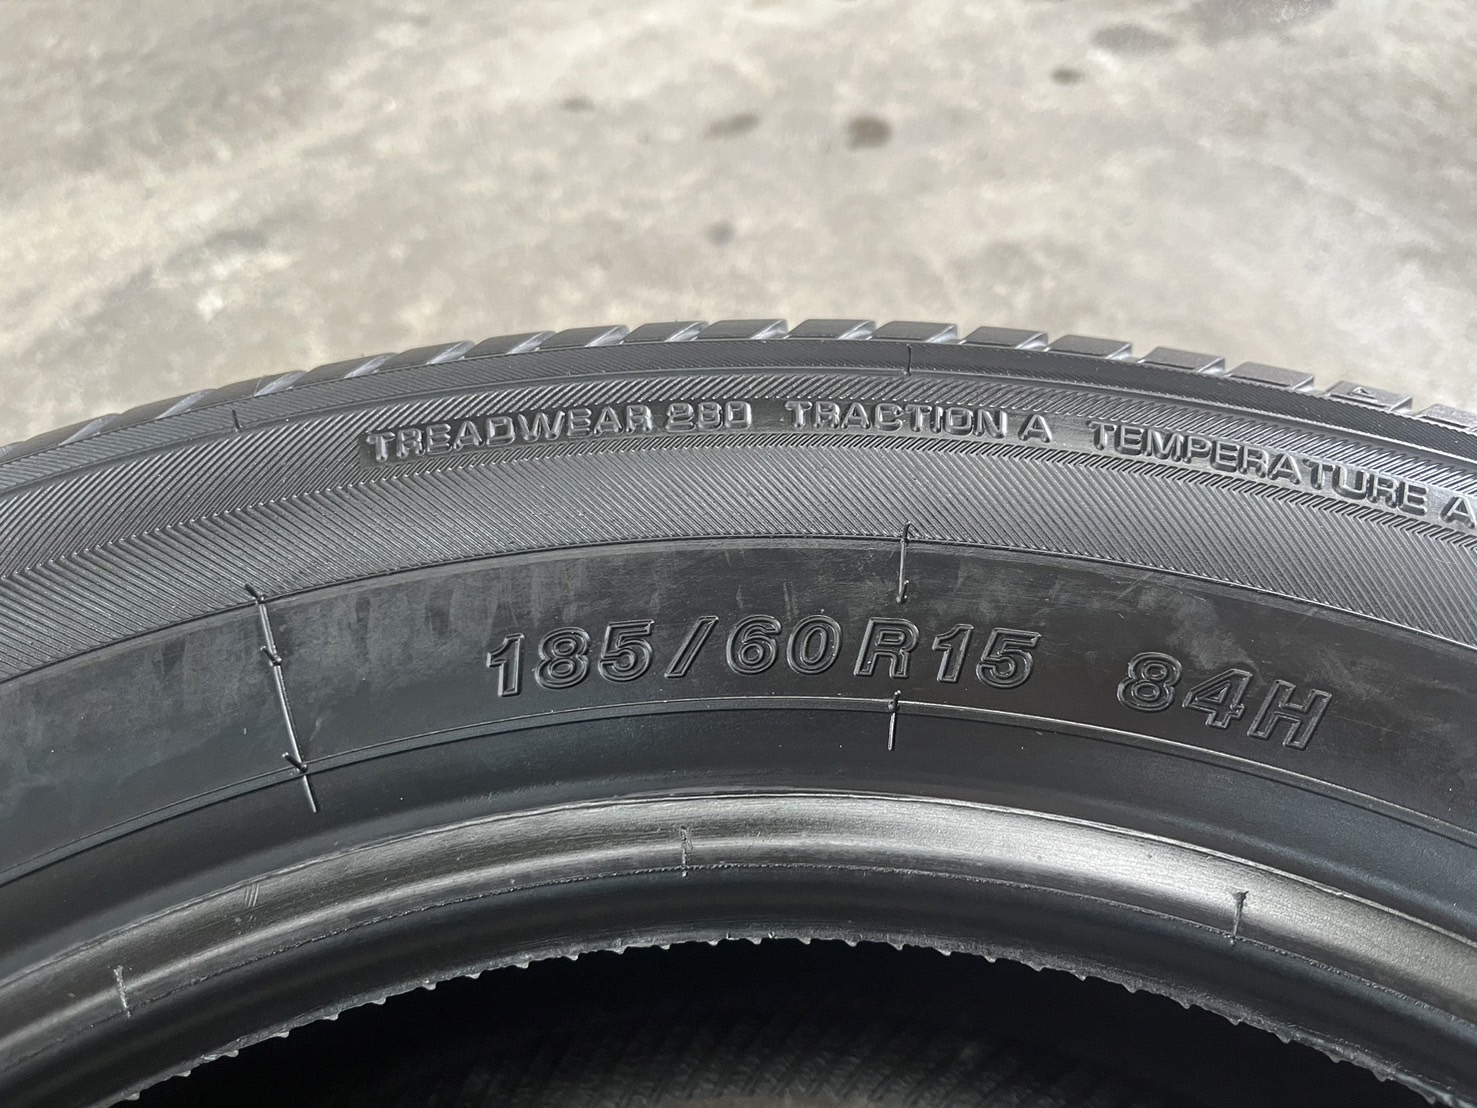 TREADWEAR 280 TRACTION A TEMPERATURE A
185/60R15 84H